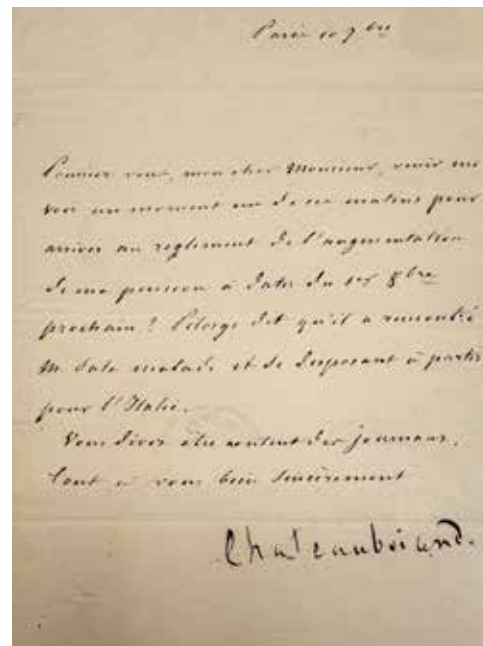 Paris 10 7bre
Pourriez vous, mon cher Monsieur, venir me
voir un moment un de ces matins pour
arriver au reglement de l'augmentation
de ma pension à dater du 1er 8bre
prochain ? Pilorge dit qu'il a rencontré
M. Sala malade et se disposant à partir
pour l'Italie.
Vous devez être content des journaux.
Tout à vous bien sincèrement
Chateaubriand.